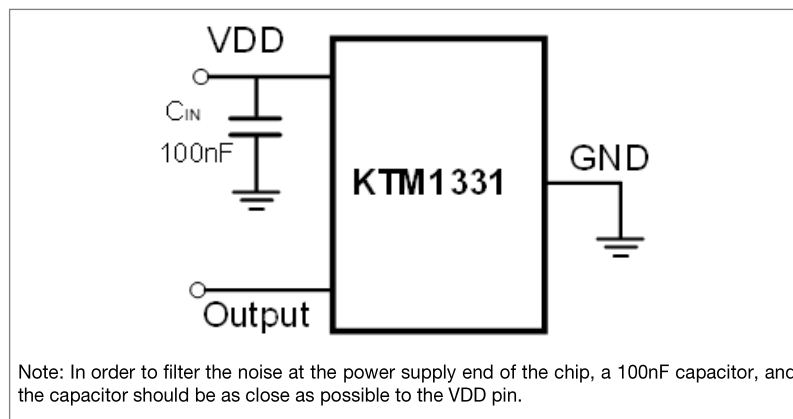 VDD
CIN
100nF
KTM1331
GND
Output
Note: In order to filter the noise at the power supply end of the chip, a 100nF capacitor, and
the capacitor should be as close as possible to the VDD pin.